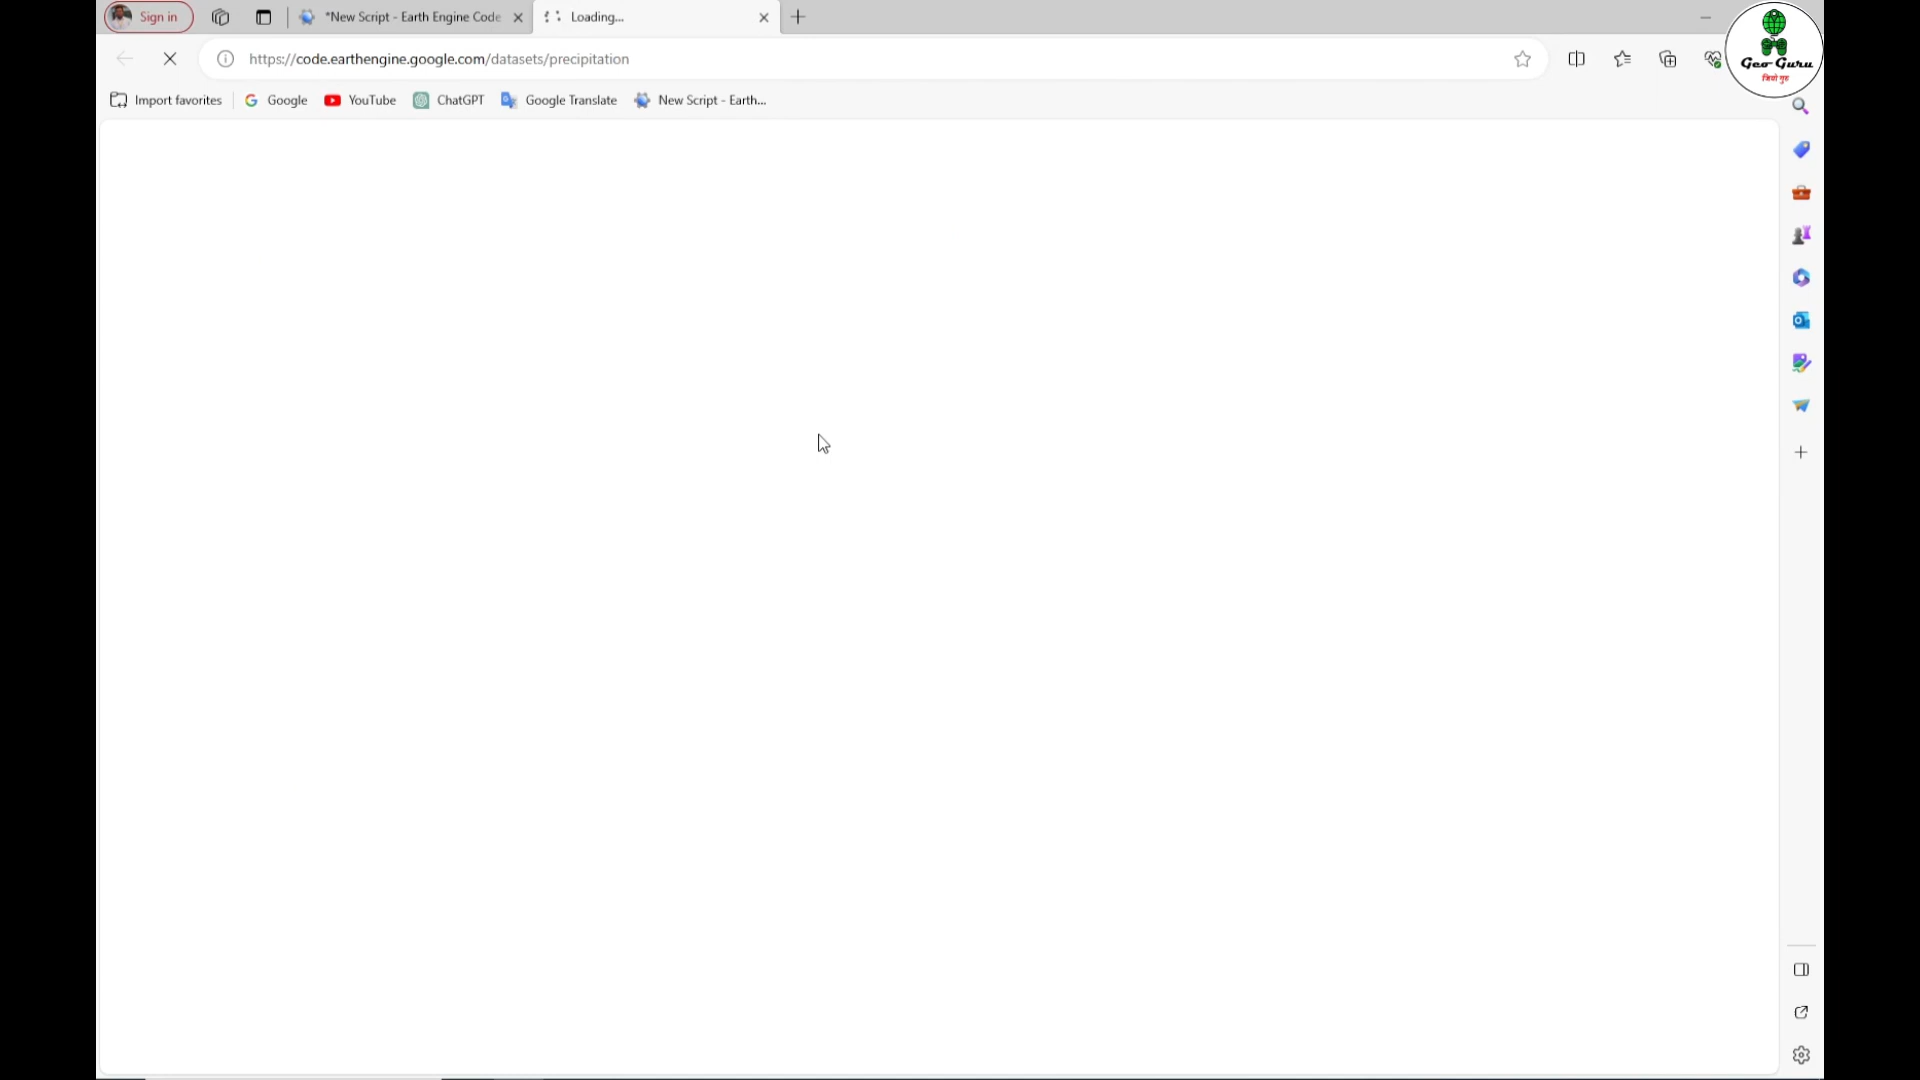 Sign in
*New Script - Earth Engine Code
Loading...
https://code.earthengine.google.com/datasets/precipitation
Import favorites
Google
YouTube
ChatGPT
Google Translate
New Script - Earth...
Geo Guru
जियो गुरु